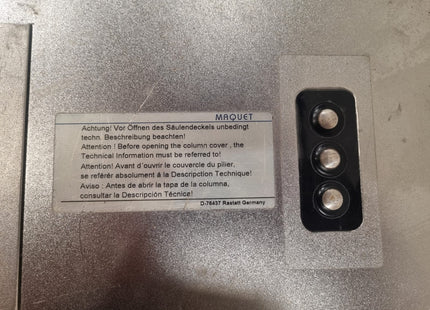 MAQUET
Achtung! Vor Öffnen des Säulendeckels unbedingt
techn. Beschreibung beachten!
Attention ! Before opening the column cover , the
Technical Information must be referred to!
Attention! Avant d´ouvrir le couvercle du pilier,
se reférér absolument á la Description Technique!
Aviso : Antes de abrir la tapa de la columna,
consultar la Descripción Técnica!
D-76437 Rastatt Germany